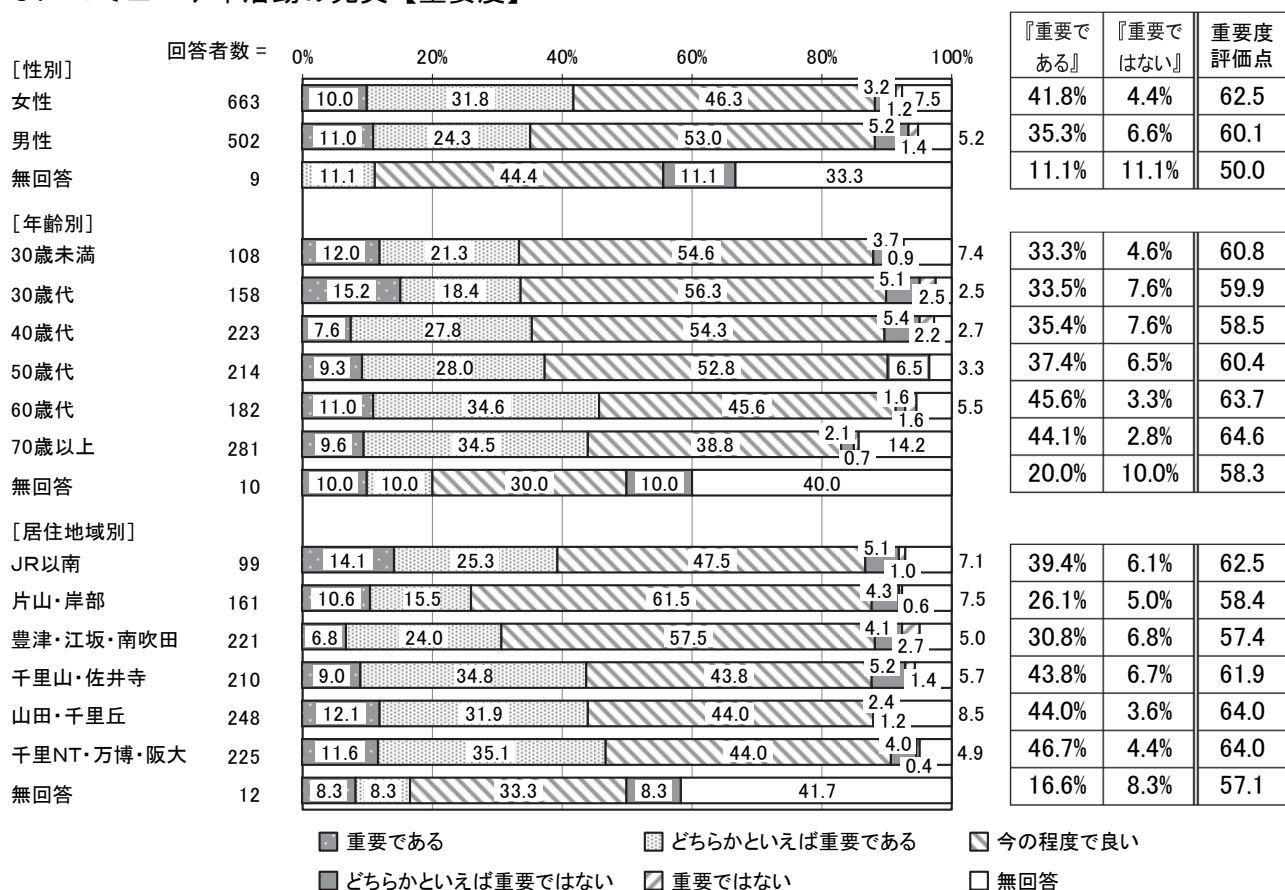 回答者数 =
0% 20% 40% 60% 80% 100%
『重要である』 『重要ではない』 重要度評価点
[性別]
女性 663 10.0 31.8 46.3 3.2 1.2 7.5 41.8% 4.4% 62.5
男性 502 11.0 24.3 53.0 5.2 1.4 5.2 35.3% 6.6% 60.1
無回答 9 11.1 44.4 11.1 33.3 11.1% 11.1% 50.0
[年齢別]
30歳未満 108 12.0 21.3 54.6 3.7 0.9 7.4 33.3% 4.6% 60.8
30歳代 158 15.2 18.4 56.3 5.1 2.5 2.5 33.5% 7.6% 59.9
40歳代 223 7.6 27.8 54.3 5.4 2.2 2.7 35.4% 7.6% 58.5
50歳代 214 9.3 28.0 52.8 6.5 3.3 37.4% 6.5% 60.4
60歳代 182 11.0 34.6 45.6 1.6 1.6 5.5 45.6% 3.3% 63.7
70歳以上 281 9.6 34.5 38.8 2.1 0.7 14.2 44.1% 2.8% 64.6
無回答 10 10.0 10.0 30.0 10.0 40.0 20.0% 10.0% 58.3
[居住地域別]
JR以南 99 14.1 25.3 47.5 5.1 1.0 7.1 39.4% 6.1% 62.5
片山・岸部 161 10.6 15.5 61.5 4.3 0.6 7.5 26.1% 5.0% 58.4
豊津・江坂・南吹田 221 6.8 24.0 57.5 4.1 2.7 5.0 30.8% 6.8% 57.4
千里山・佐井寺 210 9.0 34.8 43.8 5.2 1.4 5.7 43.8% 6.7% 61.9
山田・千里丘 248 12.1 31.9 44.0 2.4 1.2 8.5 44.0% 3.6% 64.0
千里NT・万博・阪大 225 11.6 35.1 44.0 4.0 0.4 4.9 46.7% 4.4% 64.0
無回答 12 8.3 8.3 33.3 8.3 41.7 16.6% 8.3% 57.1
重要である どちらかといえば重要である 今の程度で良い
どちらかといえば重要ではない 重要ではない 無回答